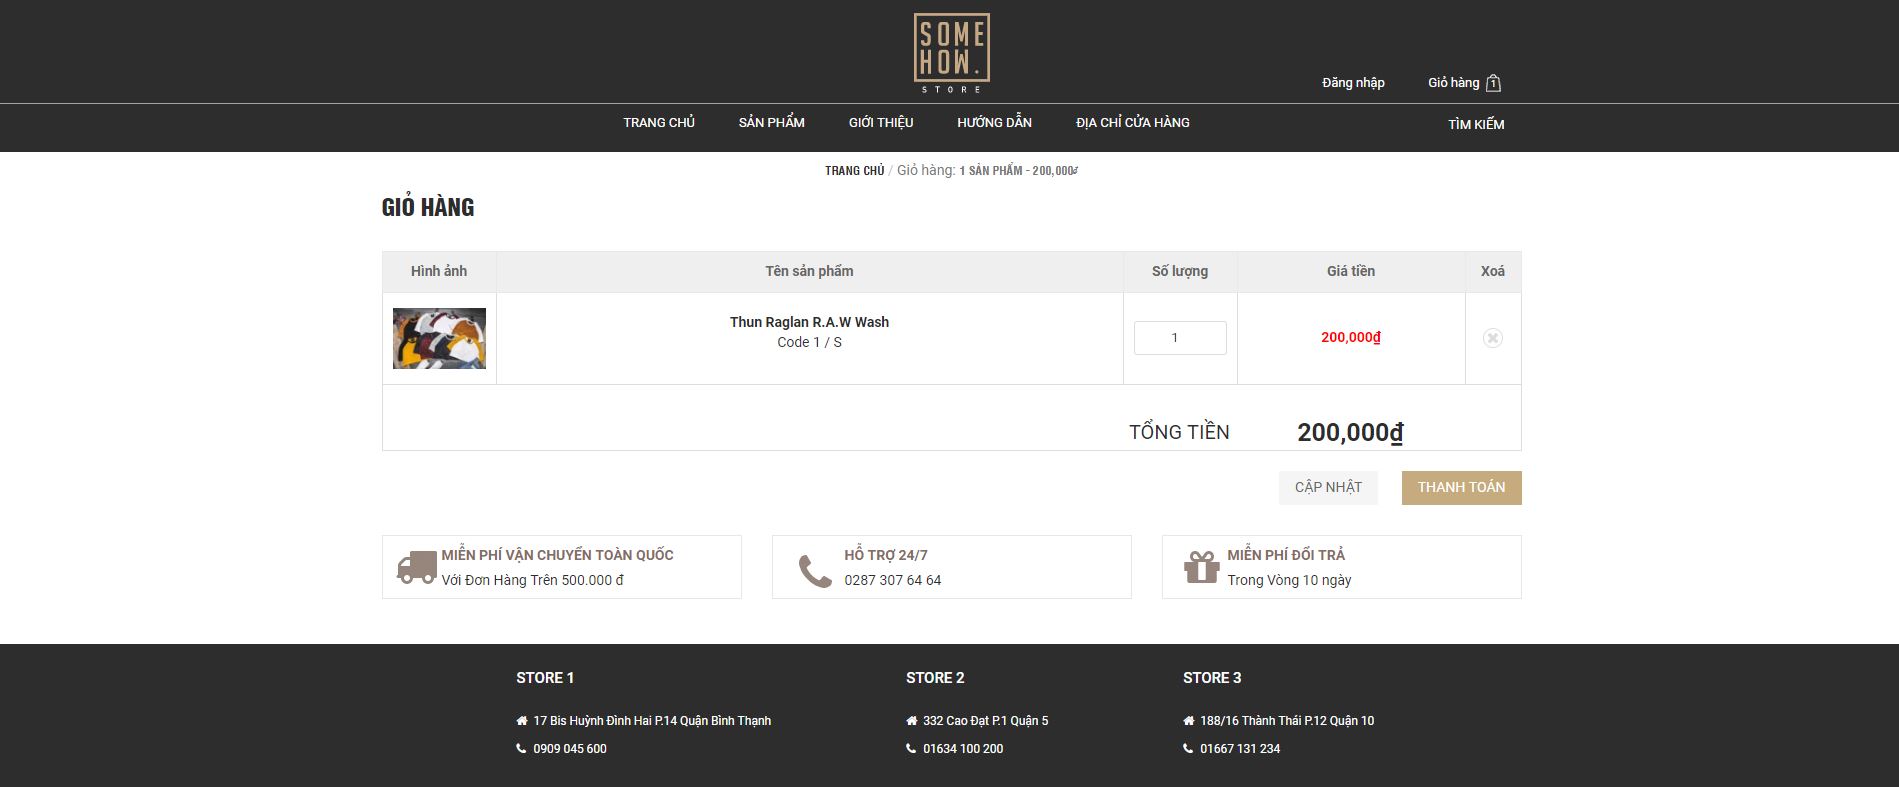 SOME
HOW.
STORE
Đăng nhập
Giỏ hàng 1
TRANG CHỦ
SẢN PHẨM
GIỚI THIỆU
HƯỚNG DẪN
ĐỊA CHỈ CỬA HÀNG
TÌM KIẾM
TRANG CHỦ / Giỏ hàng: 1 SẢN PHẨM - 200,000₫
GIỎ HÀNG
Hình ảnh
Tên sản phẩm
Số lượng
Giá tiền
Xoá
Thun Raglan R.A.W Wash
Code 1 / S
1
200,000₫
TỔNG TIỀN
200,000₫
CẬP NHẬT
THANH TOÁN
MIỄN PHÍ VẬN CHUYỂN TOÀN QUỐC
Với Đơn Hàng Trên 500.000 đ
HỖ TRỢ 24/7
0287 307 64 64
MIỄN PHÍ ĐỔI TRẢ
Trong Vòng 10 ngày
STORE 1
17 Bis Huỳnh Đình Hai P.14 Quận Bình Thạnh
0909 045 600
STORE 2
332 Cao Đạt P.1 Quận 5
01634 100 200
STORE 3
188/16 Thành Thái P.12 Quận 10
01667 131 234